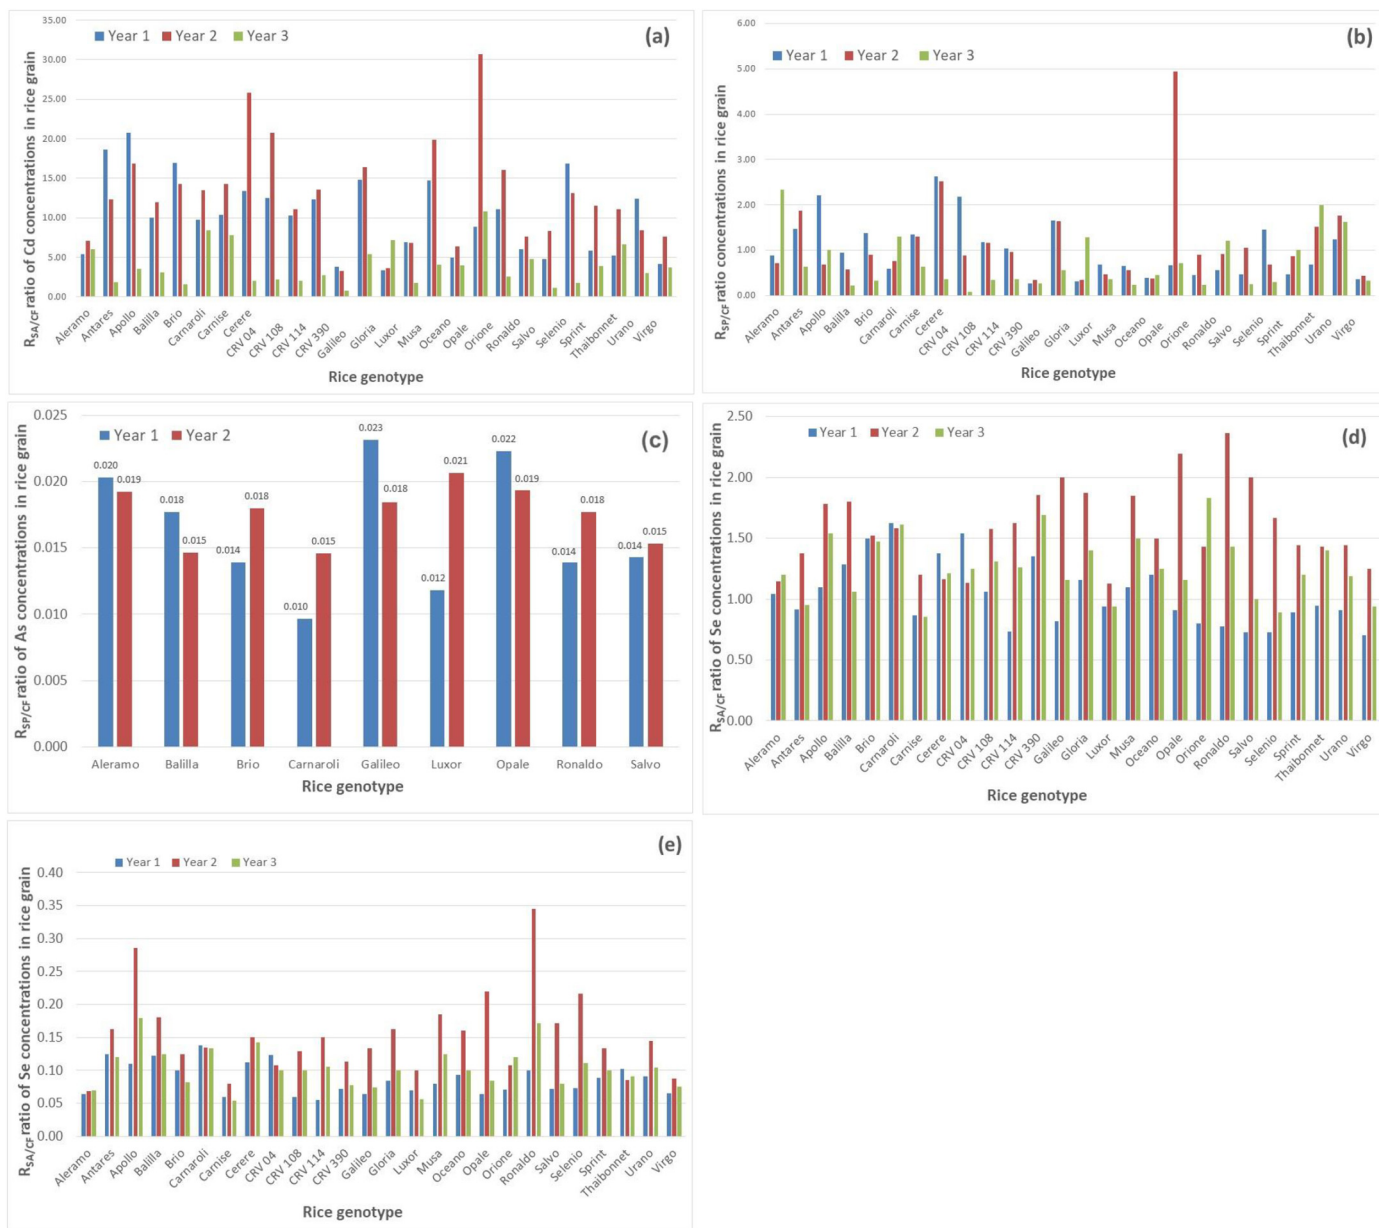 (a)
Year 1 Year 2 Year 3
35.00
30.00
25.00
20.00
15.00
10.00
5.00
0.00
R SA/CF ratio of Cd concentrations in rice grain
Aleramo Antares Apollo Balilla Brio Carnaroli Carnise Cerere CRV 04 CRV 108 CRV 114 CRV 390 Galileo Gloria Luxor Musa Oceano Opale Orione Ronaldo Salvo Selenio Sprint Thaibonnet Urano Virgo
Rice genotype
(b)
Year 1 Year 2 Year 3
6.00
5.00
4.00
3.00
2.00
1.00
0.00
R SP/CF ratio concentrations in rice grain
Aleramo Antares Apollo Balilla Brio Carnaroli Carnise Cerere CRV 04 CRV 108 CRV 114 CRV 390 Galileo Gloria Luxor Musa Oceano Opale Orione Ronaldo Salvo Selenio Sprint Thaibonnet Urano Virgo
Rice genotype
(c)
Year 1 Year 2
0.025
0.020
0.015
0.010
0.005
0.000
R SP/CF ratio of As concentrations in rice grain
0.020 0.019 0.018 0.015 0.014 0.018 0.010 0.015 0.023 0.018 0.012 0.021 0.022 0.019 0.014 0.018 0.014 0.015
Aleramo Balilla Brio Carnaroli Galileo Luxor Opale Ronaldo Salvo
Rice genotype
(d)
Year 1 Year 2 Year 3
2.50
2.00
1.50
1.00
0.50
0.00
R SA/CF ratio of Se concentrations in rice grain
Aleramo Antares Apollo Balilla Brio Carnaroli Carnise Cerere CRV 04 CRV 108 CRV 114 CRV 390 Galileo Gloria Luxor Musa Oceano Opale Orione Ronaldo Salvo Selenio Sprint Thaibonnet Urano Virgo
Rice genotype
(e)
Year 1 Year 2 Year 3
0.40
0.35
0.30
0.25
0.20
0.15
0.10
0.05
0.00
R SA/CF ratio of Se concentrations in rice grain
Aleramo Antares Apollo Balilla Brio Carnaroli Carnise Cerere CRV 04 CRV 108 CRV 114 CRV 390 Galileo Gloria Luxor Musa Oceano Opale Orione Ronaldo Salvo Selenio Sprint Thaibonnet Urano Virgo
Rice genotype